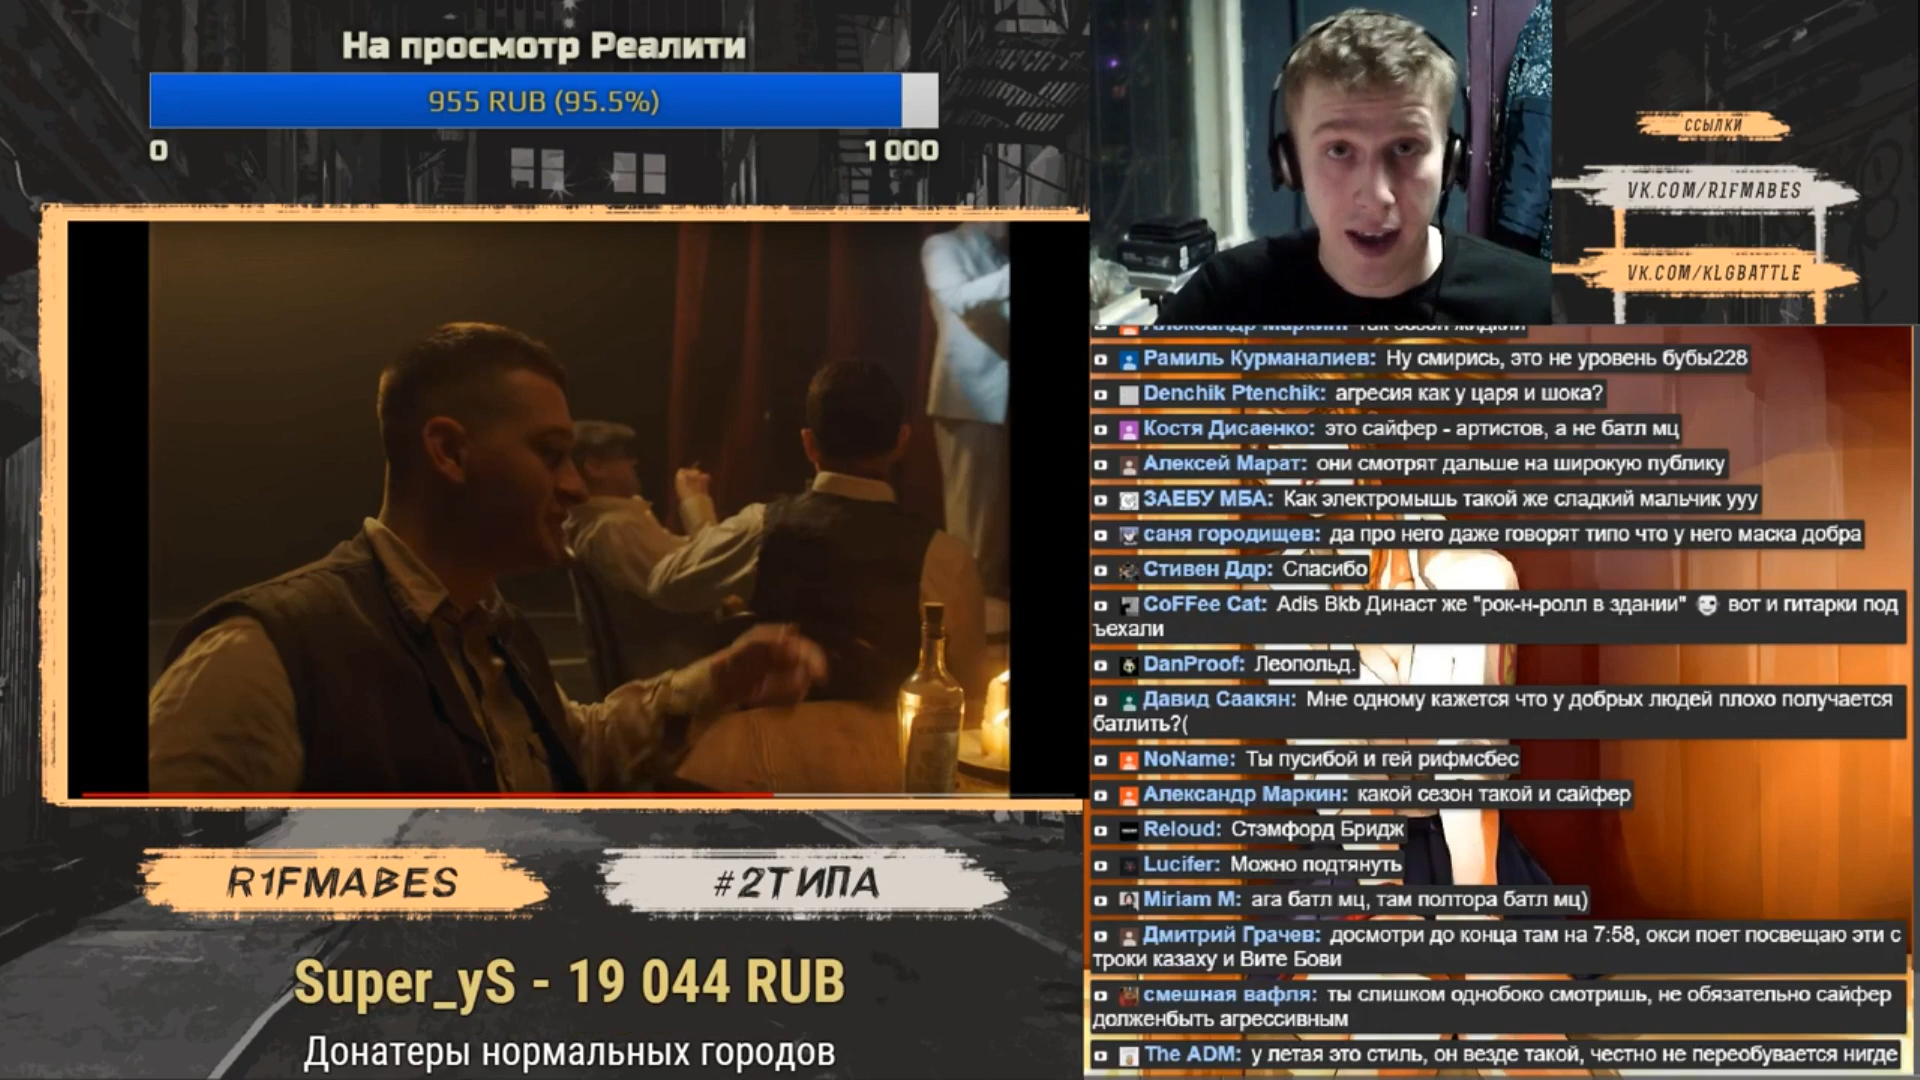 На просмотр Реалити
955 RUB (95.5%)
0
1 000
ССЫЛКИ
VK.COM/R1FMABES
VK.COM/KLGBATTLE
Рамиль Курманалиев: Ну смирись, это не уровень бубы228
Denchik Ptenchik: агресия как у царя и шока?
Костя Дисаенко: это сайфер - артистов, а не батл мц
Алексей Марат: они смотрят дальше на широкую публику
ЗАЕБУ МБА: Как электромышь такой же сладкий мальчик ууу
саня городищев: да про него даже говорят типо что у него маска добра
Стивен Ддр: Спасибо
CoFFee Cat: Adis Bkb Династ же "рок-н-ролл в здании" вот и гитарки под
ъехали
DanProof: Леопольд.
Давид Саакян: Мне одному кажется что у добрых людей плохо получается
батлить?(
NoName: Ты пусибой и гей рифмсбес
Александр Маркин: какой сезон такой и сайфер
Reloud: Стэмфорд Бридж
Lucifer: Можно подтянуть
Miriam M: ага батл мц, там полтора батл мц)
Дмитрий Грачев: досмотри до конца там на 7:58, окси поет посвещаю эти с
троки казаху и Вите Бови
смешная вафля: ты слишком однобоко смотришь, не обязательно сайфер
долженбыть агрессивным
The ADM: у летая это стиль, он везде такой, честно не переобувается нигде
R1FMABES
#2ТИПА
Super_yS - 19 044 RUB
Донатеры нормальных городов